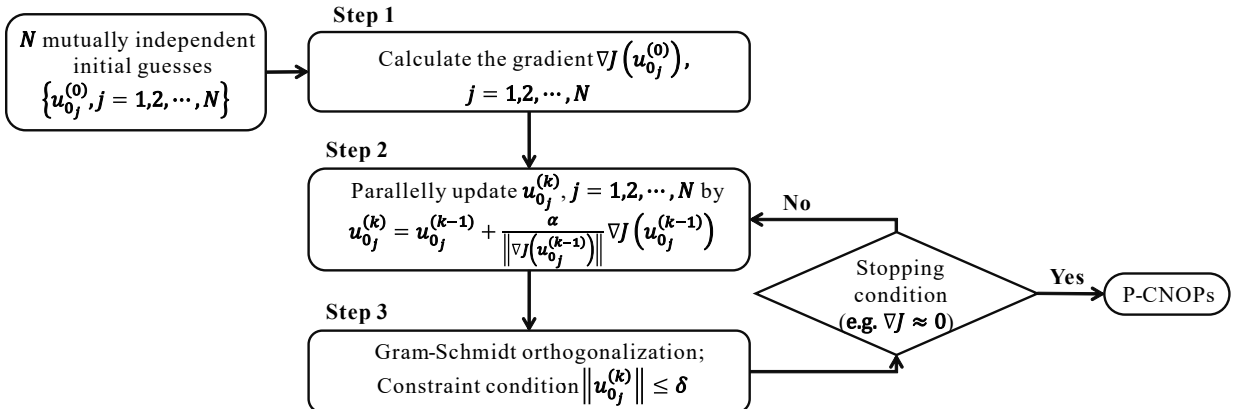 N mutually independent
initial guesses
{u_{0_j}^{(0)}, j = 1,2, ⋯, N}
Step 1
Calculate the gradient ∇J(u_{0_j}^{(0)}),
j = 1,2, ⋯, N
Step 2
Parallelly update u_{0_j}^{(k)}, j = 1,2, ⋯, N by
u_{0_j}^{(k)} = u_{0_j}^{(k-1)} + \frac{α}{‖∇J(u_{0_j}^{(k-1)})‖} ∇J(u_{0_j}^{(k-1)})
Step 3
Gram-Schmidt orthogonalization;
Constraint condition ‖u_{0_j}^{(k)}‖ ≤ δ
No
Stopping
condition
(e.g. ∇J ≈ 0)
Yes
P-CNOPs